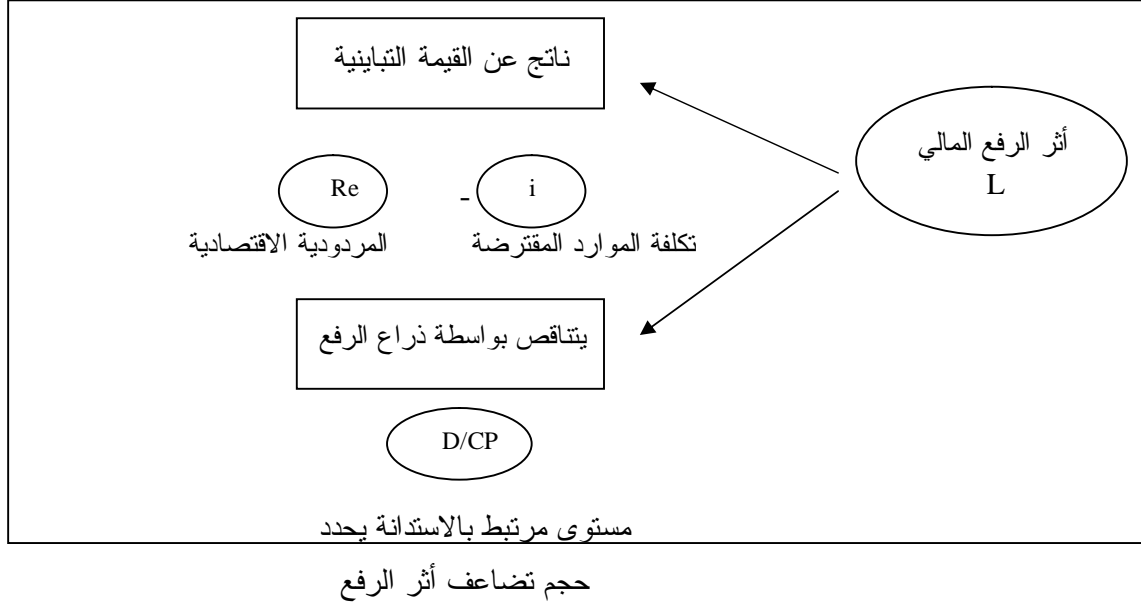 ناتج عن القيمة التباينية
أثر الرفع المالي
L
Re - i
المردودية الاقتصادية تكلفة الموارد المقترضة
يتناقص بواسطة ذراع الرفع
D/CP
مستوى مرتبط بالاستدانة يحدد
حجم تضاعف أثر الرفع